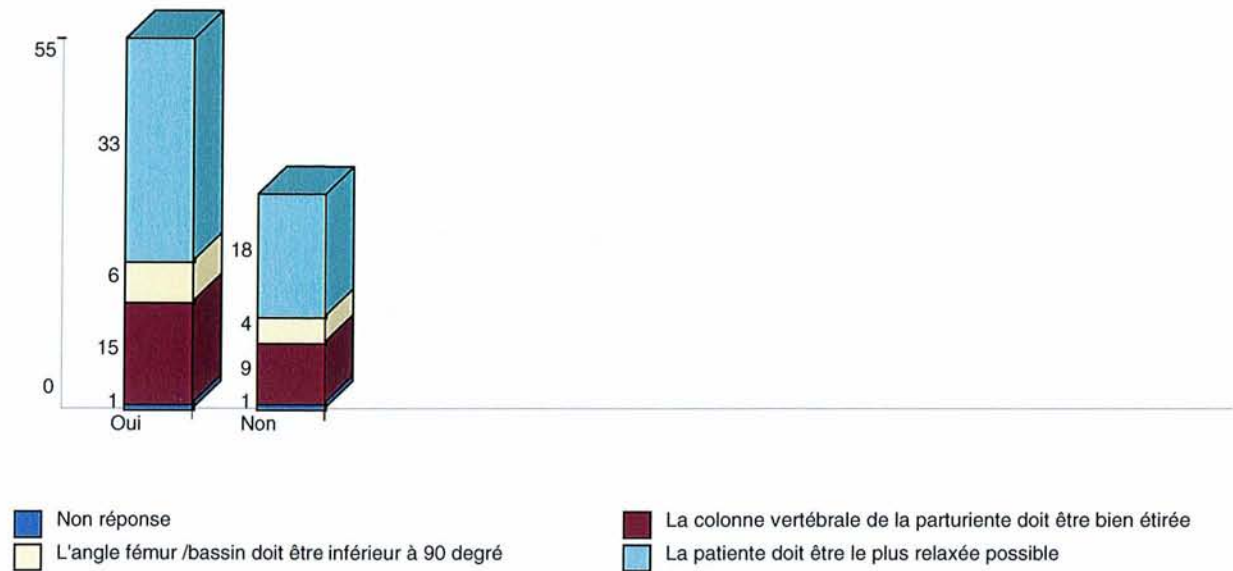 55
33
18
6
4
15
9
0
1
1
Oui
Non
Non réponse
La colonne vertébrale de la parturiente doit être bien étirée
L'angle fémur /bassin doit être inférieur à 90 degré
La patiente doit être le plus relaxée possible